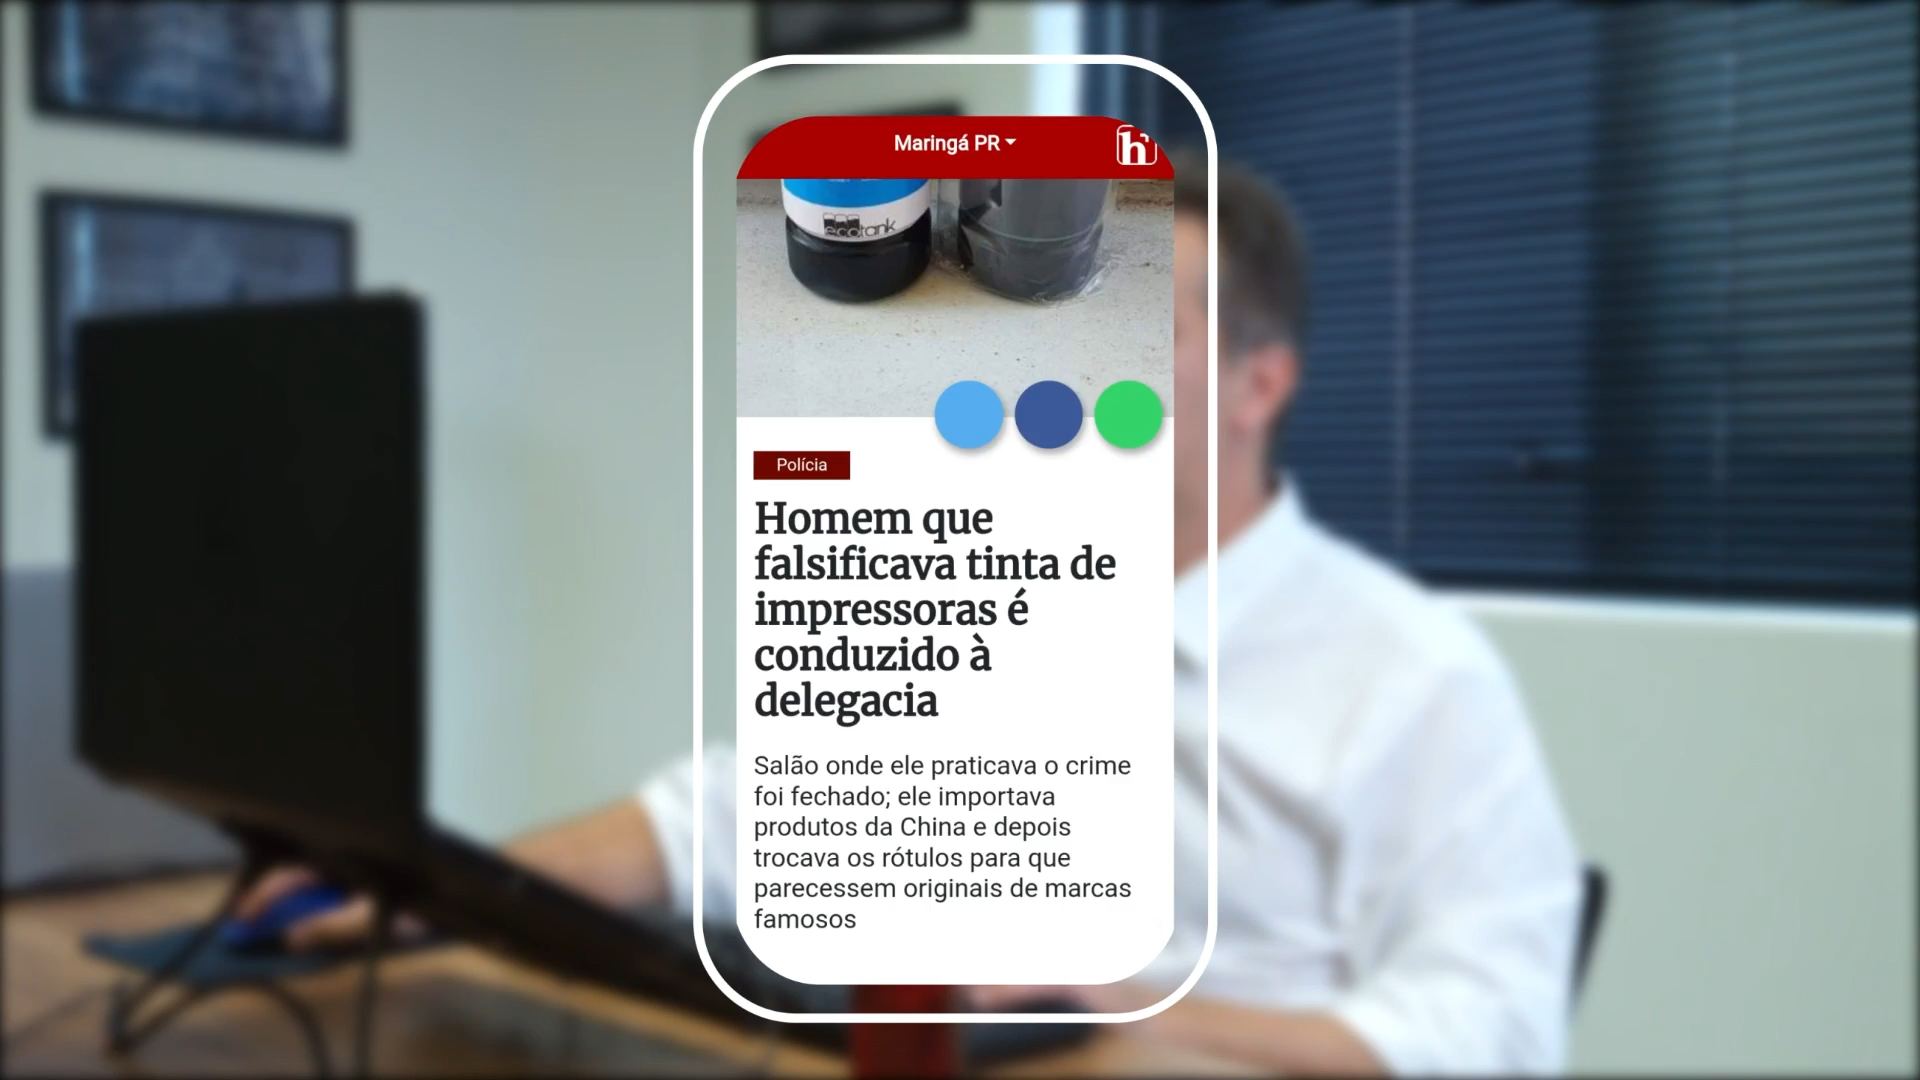 Maringá PR
h
ecotank
Polícia
Homem que
falsificava tinta de
impressoras é
conduzido à
delegacia
Salão onde ele praticava o crime
foi fechado; ele importava
produtos da China e depois
trocava os rótulos para que
parecessem originais de marcas
famosos